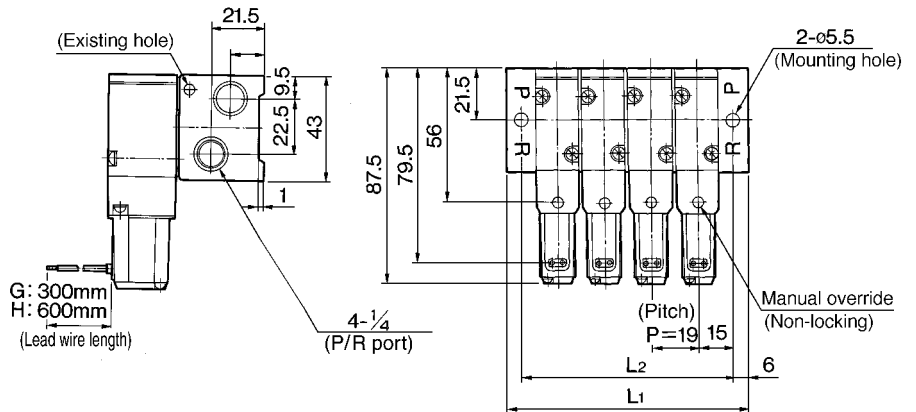 21.5
(Existing hole)
9.5
22.5
43
1
G: 300mm
H: 600mm
(Lead wire length)
4-1/4
(P/R port)
2-ø5.5
(Mounting hole)
21.5
56
79.5
87.5
P
P
R
R
Manual override
(Non-locking)
(Pitch)
P=19
15
6
L2
L1